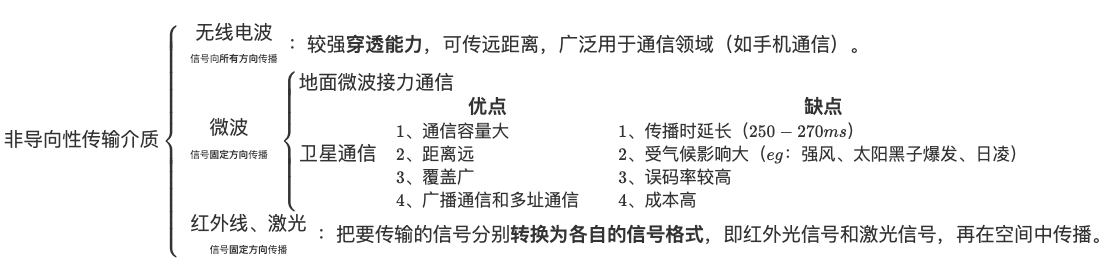 非导向性传输介质
无线电波
信号向所有方向传播
：较强穿透能力，可传远距离，广泛用于通信领域（如手机通信）。
微波
信号固定方向传播
地面微波接力通信
卫星通信
优点
1、通信容量大
2、距离远
3、覆盖广
4、广播通信和多址通信
缺点
1、传播时延长（250 − 270ms）
2、受气候影响大（eg：强风、太阳黑子爆发、日凌）
3、误码率较高
4、成本高
红外线、激光
信号固定方向传播
：把要传输的信号分别转换为各自的信号格式，即红外光信号和激光信号，再在空间中传播。